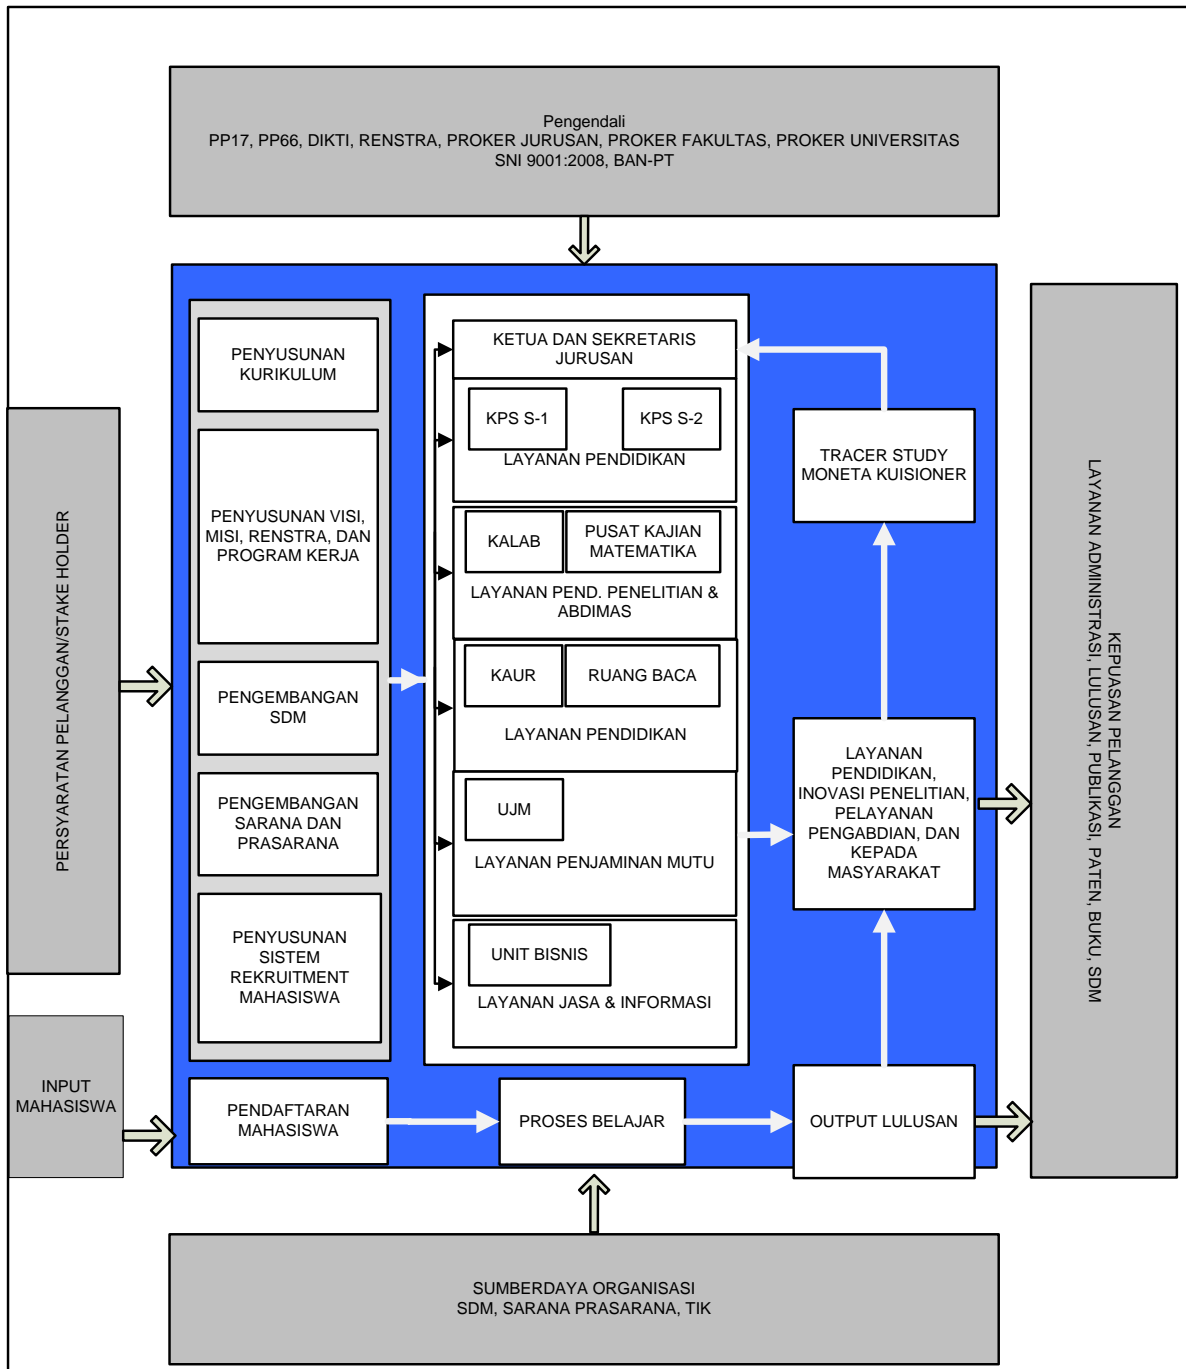 Pengendali
PP17, PP66, DIKTI, RENSTRA, PROKER JURUSAN, PROKER FAKULTAS, PROKER UNIVERSITAS
SNI 9001:2008, BAN-PT
PERSYARATAN PELANGGAN/STAKE HOLDER
INPUT
MAHASISWA
PENYUSUNAN
KURIKULUM
PENYUSUNAN VISI,
MISI, RENSTRA, DAN
PROGRAM KERJA
PENGEMBANGAN
SDM
PENGEMBANGAN
SARANA DAN
PRASARANA
PENYUSUNAN
SISTEM
REKRUITMENT
MAHASISWA
KETUA DAN SEKRETARIS
JURUSAN
KPS S-1
KPS S-2
LAYANAN PENDIDIKAN
KALAB
PUSAT KAJIAN
MATEMATIKA
LAYANAN PEND. PENELITIAN &
ABDIMAS
KAUR
RUANG BACA
LAYANAN PENDIDIKAN
UJM
LAYANAN PENJAMINAN MUTU
UNIT BISNIS
LAYANAN JASA & INFORMASI
TRACER STUDY
MONETA KUISIONER
LAYANAN
PENDIDIKAN,
INOVASI PENELITIAN,
PELAYANAN
PENGABDIAN, DAN
KEPADA
MASYARAKAT
PENDAFTARAN
MAHASISWA
PROSES BELAJAR
OUTPUT LULUSAN
KEPUASAN PELANGGAN
LAYANAN ADMINISTRASI, LULUSAN, PUBLIKASI, PATEN, BUKU, SDM
SUMBERDAYA ORGANISASI
SDM, SARANA PRASARANA, TIK